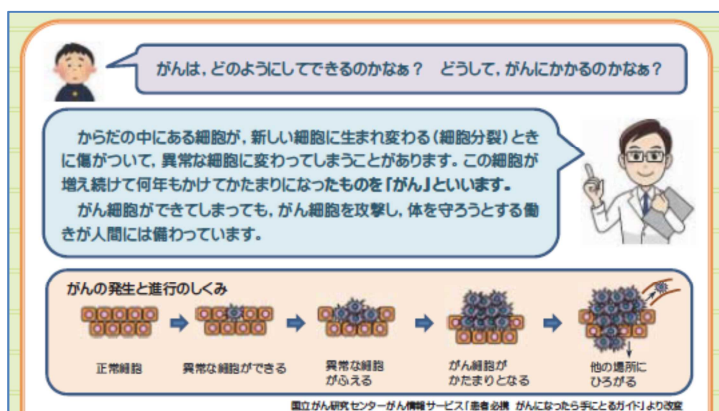 がんは，どのようにしてできるのかなぁ？　どうして，がんにかかるのかなぁ？
からだの中にある細胞が，新しい細胞に生まれ変わる（細胞分裂）とき
に傷がついて，異常な細胞に変わってしまうことがあります。この細胞が
増え続けて何年もかけてかたまりになったものを「がん」といいます。
がん細胞ができてしまっても，がん細胞を攻撃し，体を守ろうとする働
きが人間には備わっています。
がんの発生と進行のしくみ
正常細胞
異常な細胞ができる
異常な細胞
がふえる
がん細胞が
かたまりとなる
他の場所に
ひろがる
国立がん研究センターがん情報サービス「患者必携　がんになったら手にとるガイド」より改変